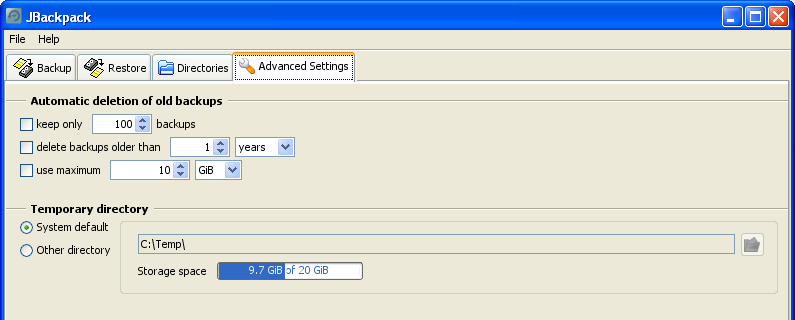 JBackpack
File Help
Backup Restore Directories Advanced Settings
Automatic deletion of old backups
keep only 100 backups
delete backups older than 1 years
use maximum 10 GiB
Temporary directory
System default
Other directory
C:\Temp\
Storage space 9.7 GiB of 20 GiB